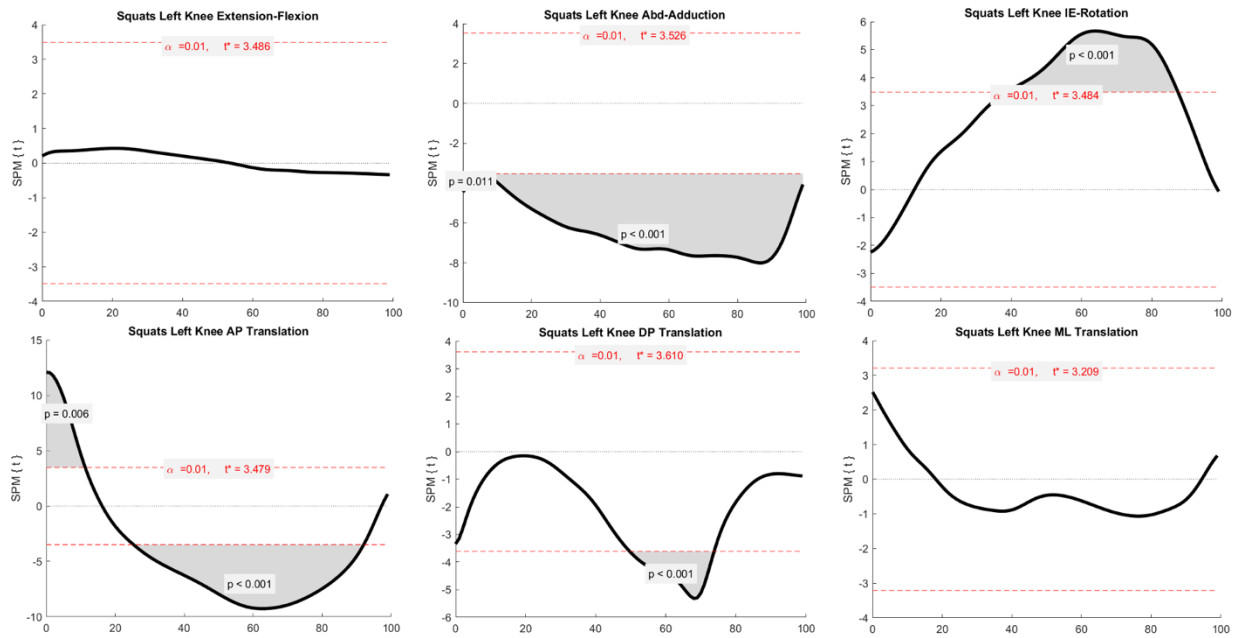 Squats Left Knee Extension-Flexion
4
3
2
1
0
-1
-2
-3
-4
SPM { t }
α =0.01, t* = 3.486
0 20 40 60 80 100
Squats Left Knee Abd-Adduction
4
2
0
-2
-6
-8
-10
SPM { t }
α =0.01, t* = 3.526
p = 0.011
p < 0.001
0 20 40 60 80 100
Squats Left Knee IE-Rotation
6
5
4
3
2
1
0
-1
-2
-3
-4
SPM { t }
p < 0.001
α =0.01, t* = 3.484
0 20 40 60 80 100
Squats Left Knee AP Translation
15
10
5
0
-5
-10
SPM { t }
p = 0.006
α =0.01, t* = 3.479
p < 0.001
0 20 40 60 80 100
Squats Left Knee DP Translation
4
3
2
1
0
-1
-2
-3
-4
-5
-6
SPM { t }
α =0.01, t* = 3.610
p < 0.001
0 20 40 60 80 100
Squats Left Knee ML Translation
4
3
2
1
0
-1
-2
-3
-4
SPM { t }
α =0.01, t* = 3.209
0 20 40 60 80 100